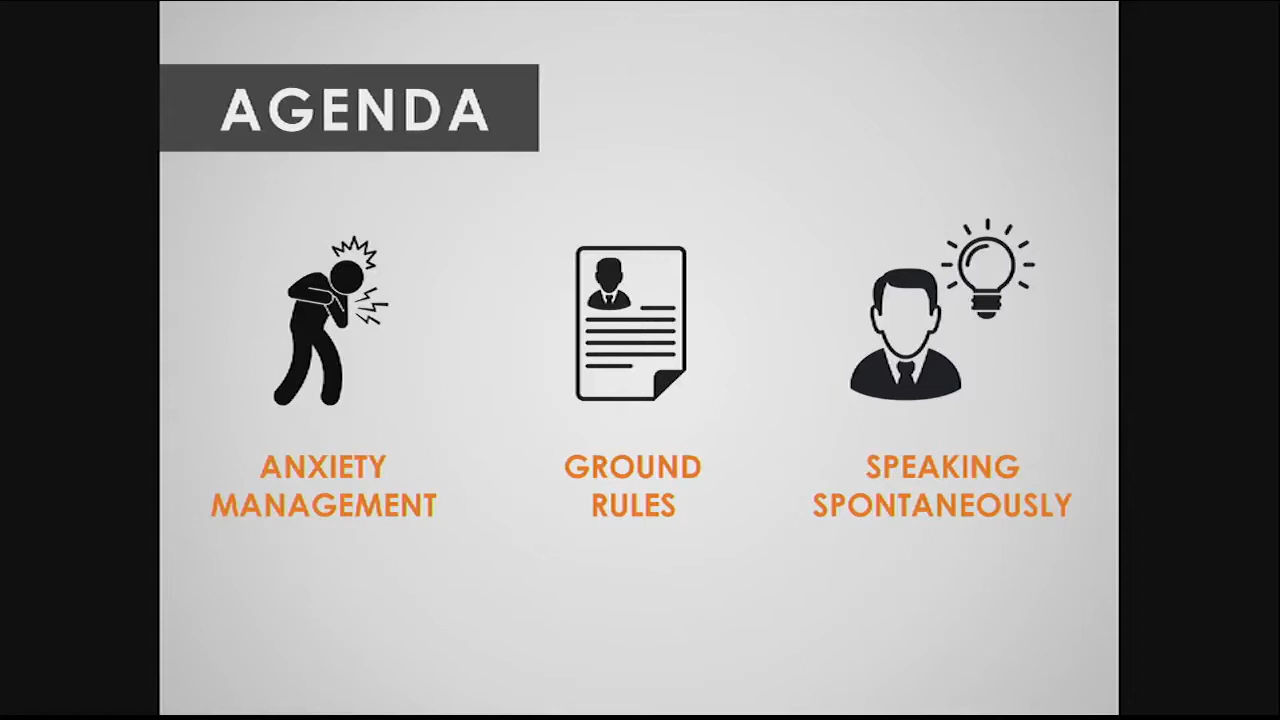 AGENDA
ANXIETY
MANAGEMENT
GROUND
RULES
SPEAKING
SPONTANEOUSLY